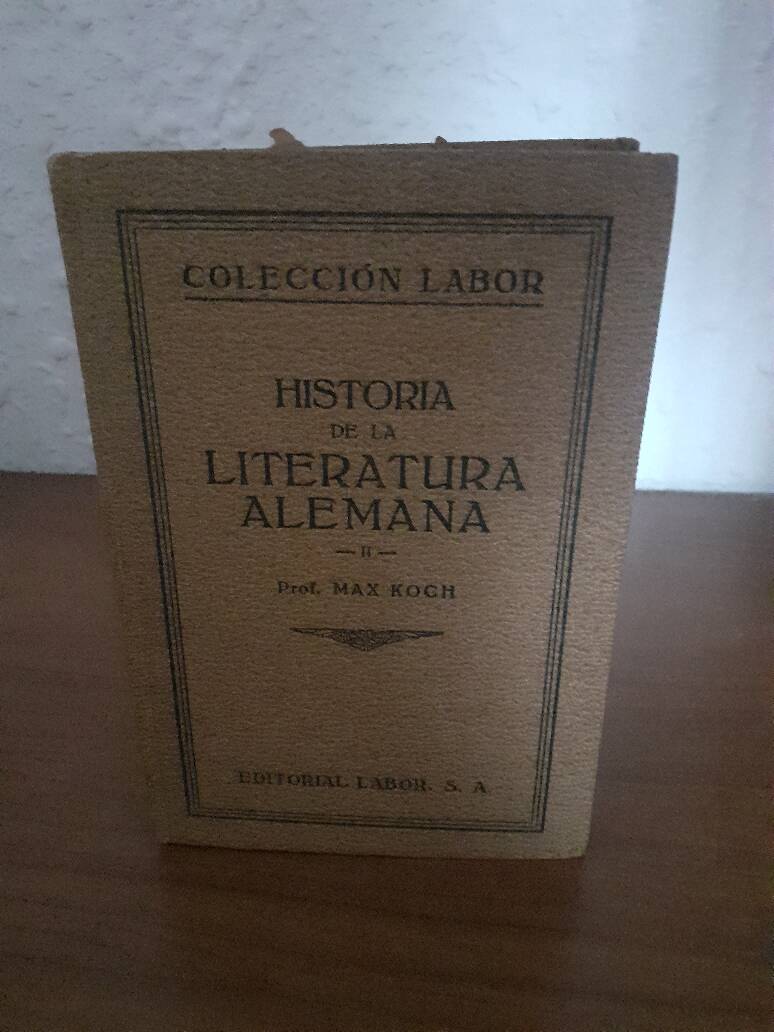 COLECCIÓN LABOR
HISTORIA
DE LA
LITERATURA
ALEMANA
— II —
Prof. MAX KOCH
EDITORIAL LABOR. S. A.